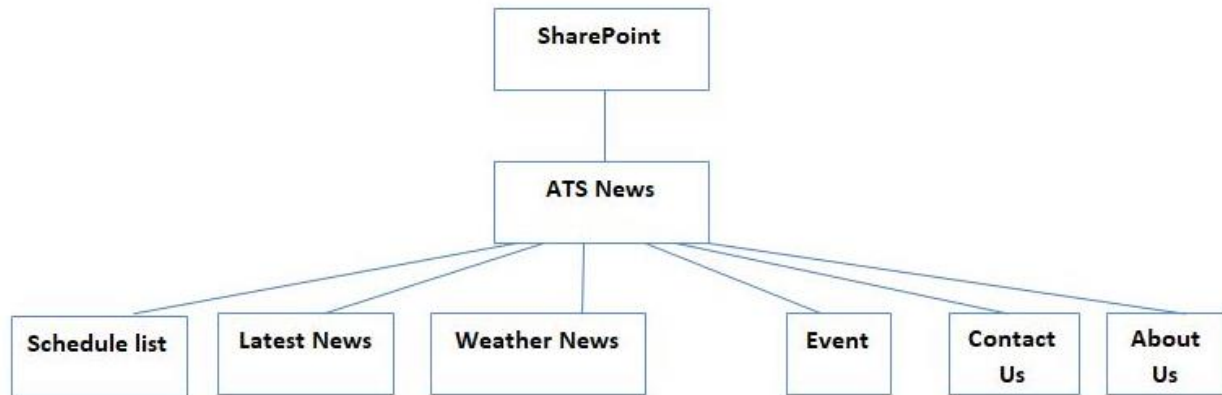 SharePoint
ATS News
Schedule list
Latest News
Weather News
Event
Contact
Us
About
Us